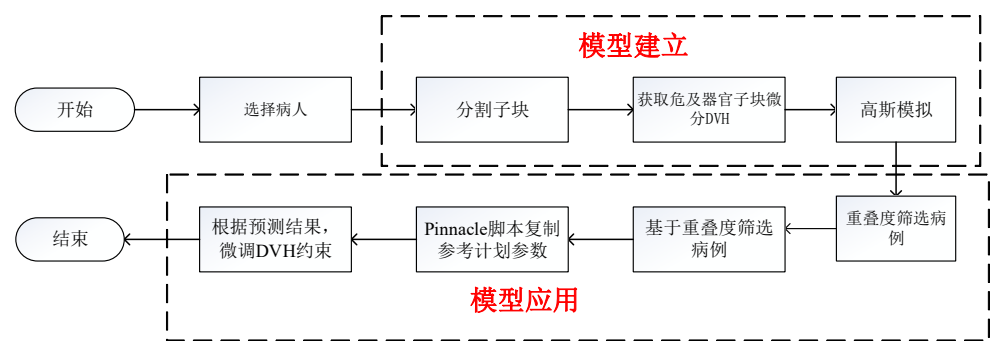 模型建立
开始
选择病人
分割子块
获取危及器官子块微
分DVH
高斯模拟
重叠度筛选病
例
基于重叠度筛选
病例
Pinnacle脚本复制
参考计划参数
根据预测结果，
微调DVH约束
结束
模型应用